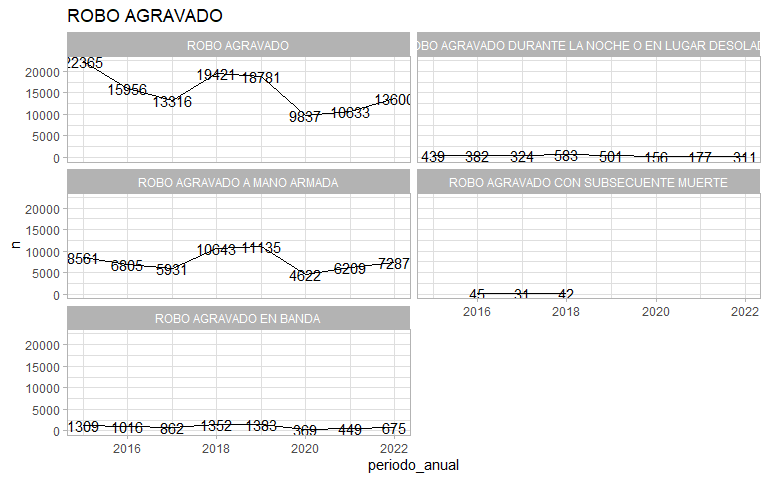 ROBO AGRAVADO
ROBO AGRAVADO
22365 15956 13316 19421 18781 9837 10633 13600
20000
15000
10000
5000
0
OBO AGRAVADO DURANTE LA NOCHE O EN LUGAR DESOLAD
439 382 324 583 501 156 177 311
ROBO AGRAVADO A MANO ARMADA
8561 6805 5931 10643 11135 4622 6209 7287
20000
15000
10000
5000
0
ROBO AGRAVADO CON SUBSECUENTE MUERTE
45 31 42
2016 2018 2020 2022
ROBO AGRAVADO EN BANDA
1309 1016 862 1352 1383 369 449 675
20000
15000
10000
5000
0
2016 2018 2020 2022
n
periodo_anual